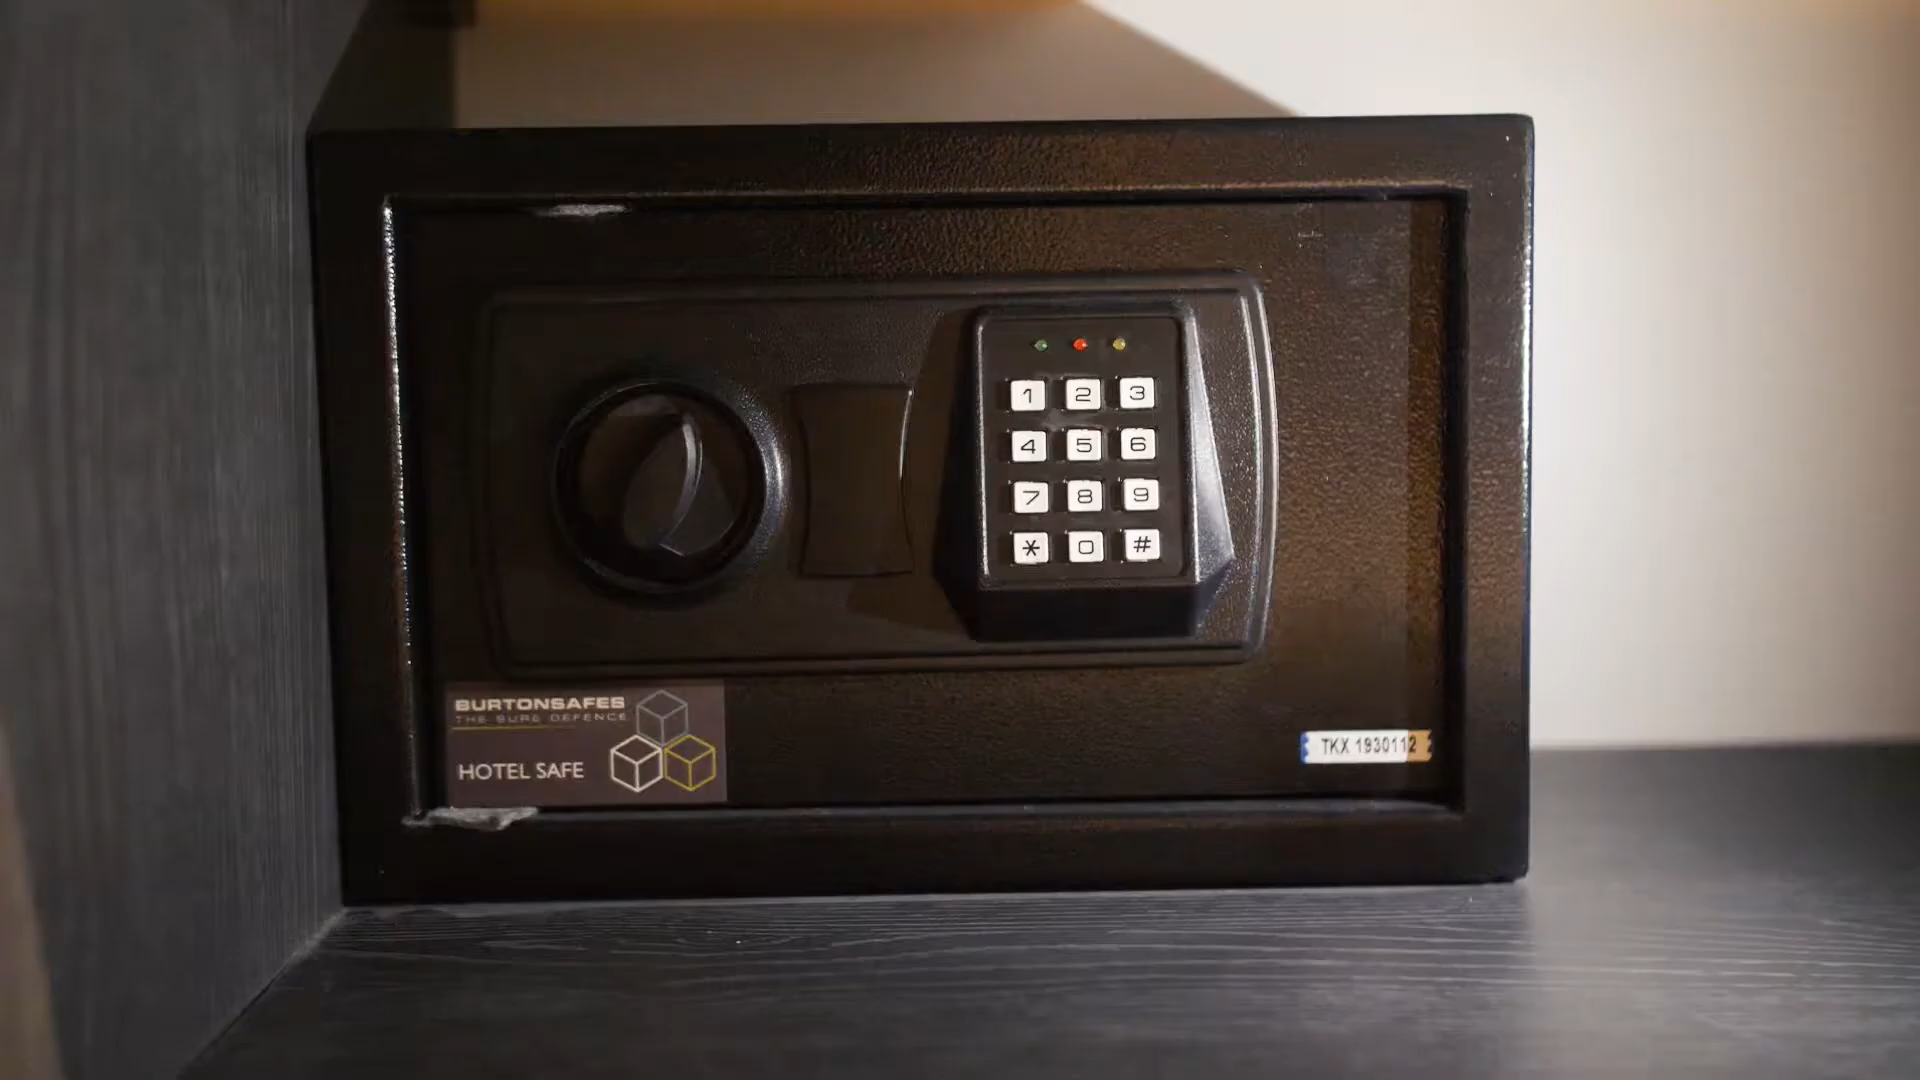 1 2 3
4 5 6
7 8 9
* 0 #
BURTONSAFES
THE SURE DEFENCE
HOTEL SAFE
TKX 1930112